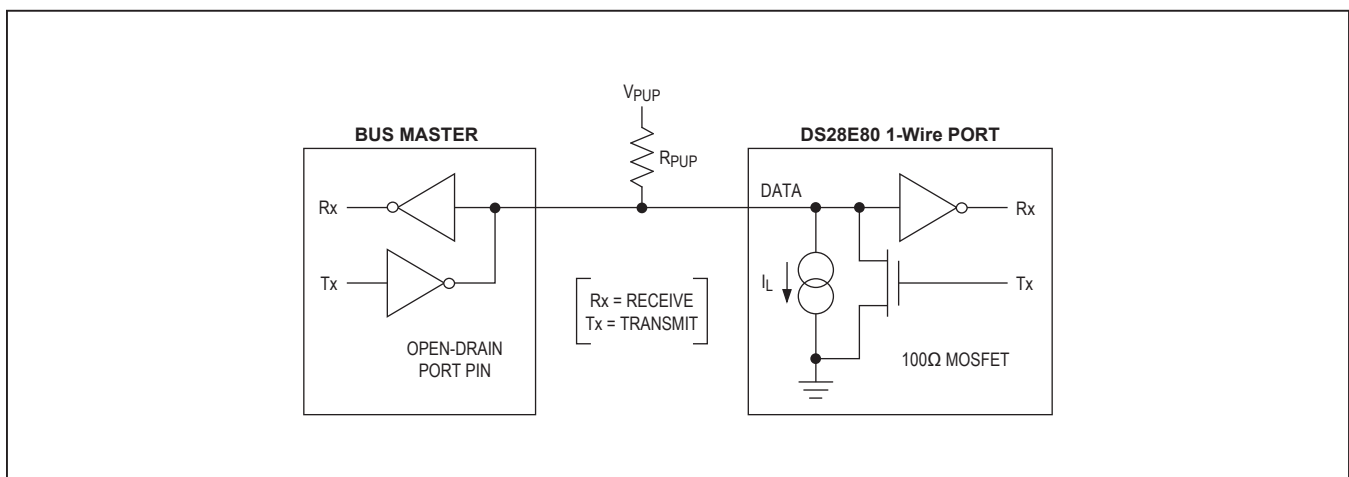 VPUP
BUS MASTER
DS28E80 1-Wire PORT
RPUP
DATA
Rx
Rx
Tx
IL
Tx
Rx = RECEIVE
Tx = TRANSMIT
OPEN-DRAIN
PORT PIN
100Ω MOSFET